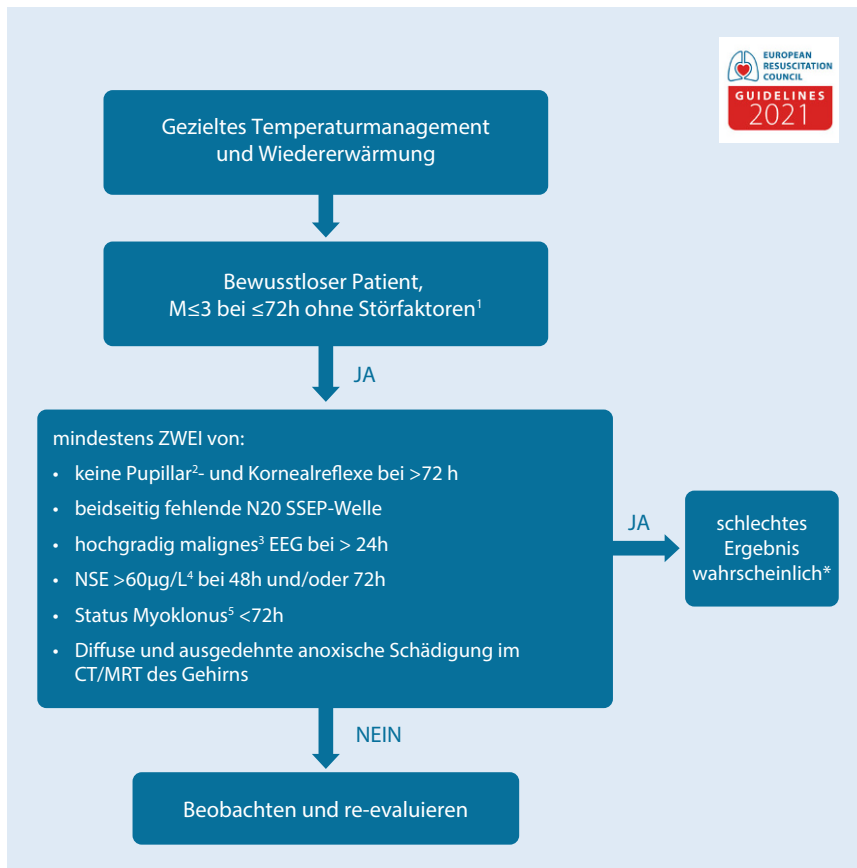 EUROPEAN
RESUSCITATION
COUNCIL
GUIDELINES
2021
Gezieltes Temperaturmanagement
und Wiedererwärmung
Bewusstloser Patient,
M≤3 bei ≤72h ohne Störfaktoren¹
JA
mindestens ZWEI von:
• keine Pupillar²- und Kornealreflexe bei >72 h
• beidseitig fehlende N20 SSEP-Welle
• hochgradig malignes³ EEG bei > 24h
• NSE >60µg/L⁴ bei 48h und/oder 72h
• Status Myoklonus⁵ <72h
• Diffuse und ausgedehnte anoxische Schädigung im
CT/MRT des Gehirns
JA
schlechtes
Ergebnis
wahrscheinlich*
NEIN
Beobachten und re-evaluieren